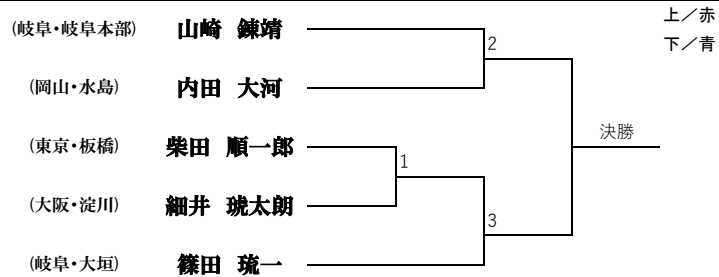 上／赤
下／青
(岐阜・岐阜本部) 山崎 錬靖
2
(岡山・水島) 内田 大河
決勝
(東京・板橋) 柴田 順一郎
1
(大阪・淀川) 細井 琥太朗
3
(岐阜・大垣) 篠田 琉一